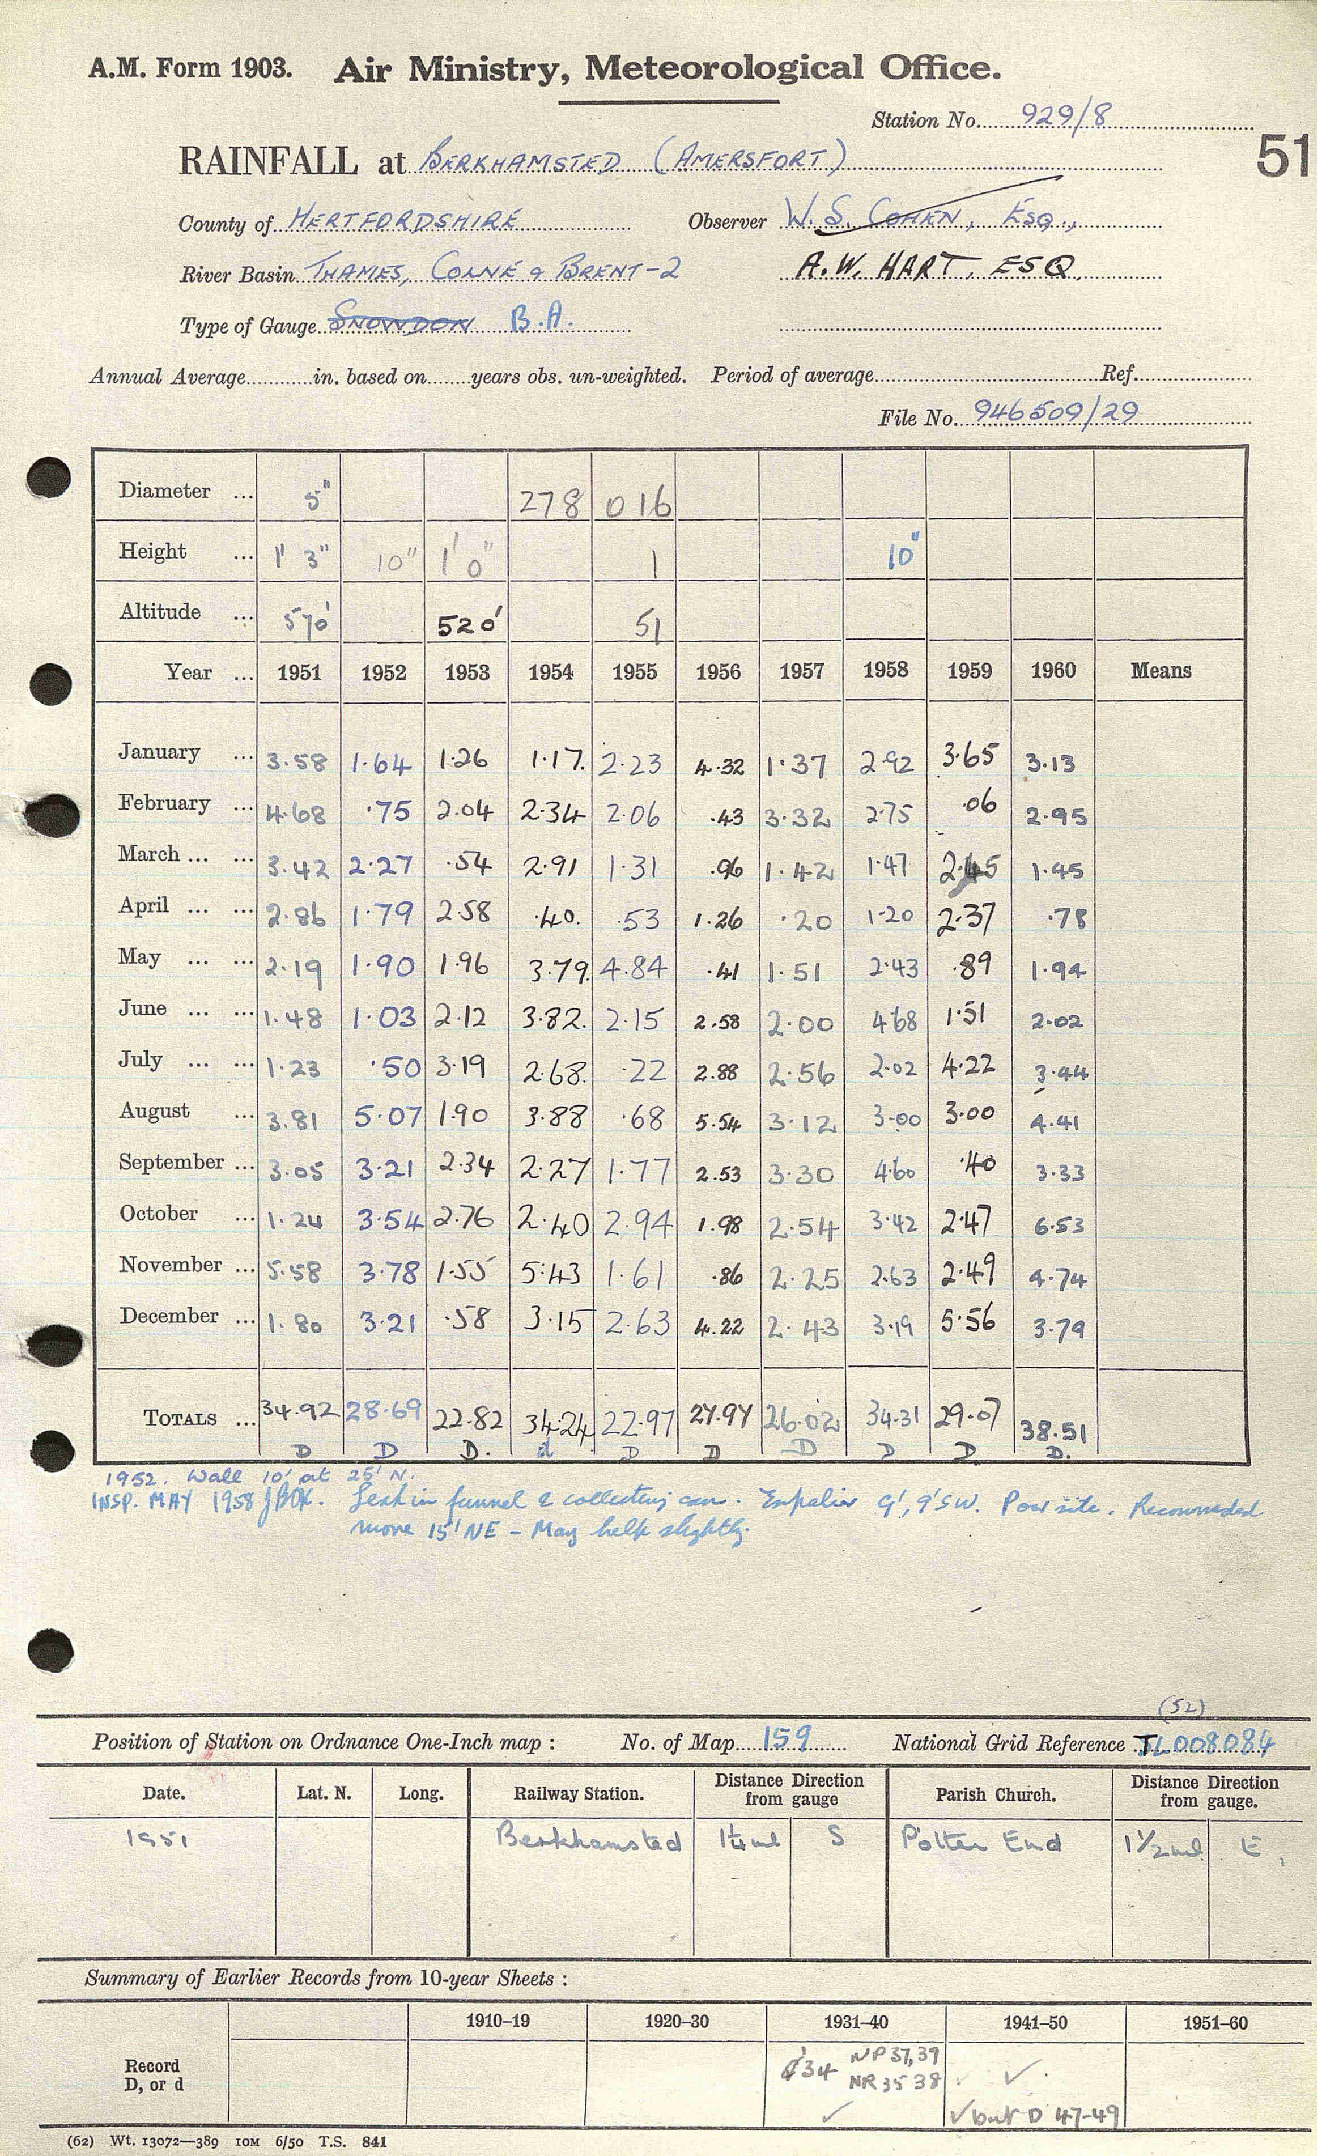 A.M. Form 1903. Air Ministry, Meteorological Office.
Station No. 929/8
RAINFALL at BERKHAMSTED (AMERSFORT)
51
County of HERTFORDSHIRE Observer W. S. COHEN, ESQ.,
River Basin THAMES, COLNE & BRENT-2 A.W. HART, ESQ.
Type of Gauge SNOWDON B.A.
Annual Average in. based on years obs. un-weighted. Period of average Ref.
File No. 946509/29
Diameter ... 5" 278 016
Height ... 1' 3" 10" 1' 0" 1 10"
Altitude ... 570' 520' 51
Year ... 1951 1952 1953 1954 1955 1956 1957 1958 1959 1960 Means
January ... 3.58 1.64 1.26 1.17. 2.23 4.32 1.37 2.92 3.65 3.13
February ... 4.68 .75 2.04 2.34 2.06 .43 3.32 2.75 .06 2.95
March ... ... 3.42 2.27 .54 2.91 1.31 .96 1.42 1.47 2.45 1.45
April ... ... 2.86 1.79 2.58 .40. .53 1.26 .20 1.20 2.37 .78
May ... ... 2.19 1.90 1.96 3.79. 4.84 .41 1.51 2.43 .89 1.94
June ... ... 1.48 1.03 2.12 3.82. 2.15 2.58 2.00 4.68 1.51 2.02
July ... ... 1.23 .50 3.19 2.68. .22 2.88 2.56 2.02 4.22 3.44
August ... 3.81 5.07 1.90 3.88 .68 5.54 3.12 3.00 3.00 4.41
September ... 3.05 3.21 2.34 2.27 1.77 2.53 3.30 4.60 .40 3.33
October ... 1.24 3.54 2.76 2.40 2.94 1.98 2.54 3.42 2.47 6.53
November ... 5.58 3.78 1.55 5.43 1.61 .86 2.25 2.63 2.49 4.74
December ... 1.80 3.21 .58 3.15 2.63 4.22 2.43 3.19 5.56 3.79
TOTALS ... 34.92 28.69 22.82 34.24 22.97 27.97 26.02 34.31 29.07 38.51
D D D. d D D D D D. D.
1952. Wall 10' at 25' N.
INSP. MAY 1958 Leak in funnel & collecting can. Espalier 9', 9' SW. Poor site. Recommended
move 15' NE – May help slightly.
(52)
Position of Station on Ordnance One-Inch map : No. of Map 159 National Grid Reference TL008084
Date. Lat. N. Long. Railway Station. Distance from gauge Direction Parish Church. Distance Direction from gauge.
1951 Berkhamsted 1¼ml S Potten End 1½ml E.
Summary of Earlier Records from 10-year Sheets :
1910–19 1920–30 1931–40 1941–50 1951–60
Record D, or d
d'34 NP 37,39 ✓.
NR 35 38
✓ ✓but D 47-49
(62) Wt. 13072—389 10M 6/50 T.S. 841